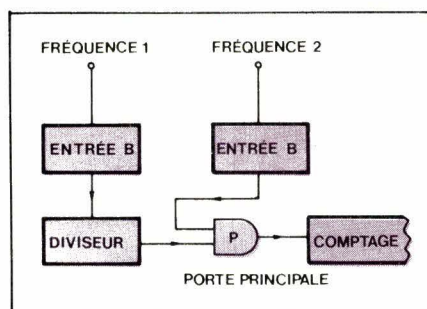 FRÉQUENCE 1 FRÉQUENCE 2
ENTRÉE B ENTRÉE B
DIVISEUR P COMPTAGE
PORTE PRINCIPALE